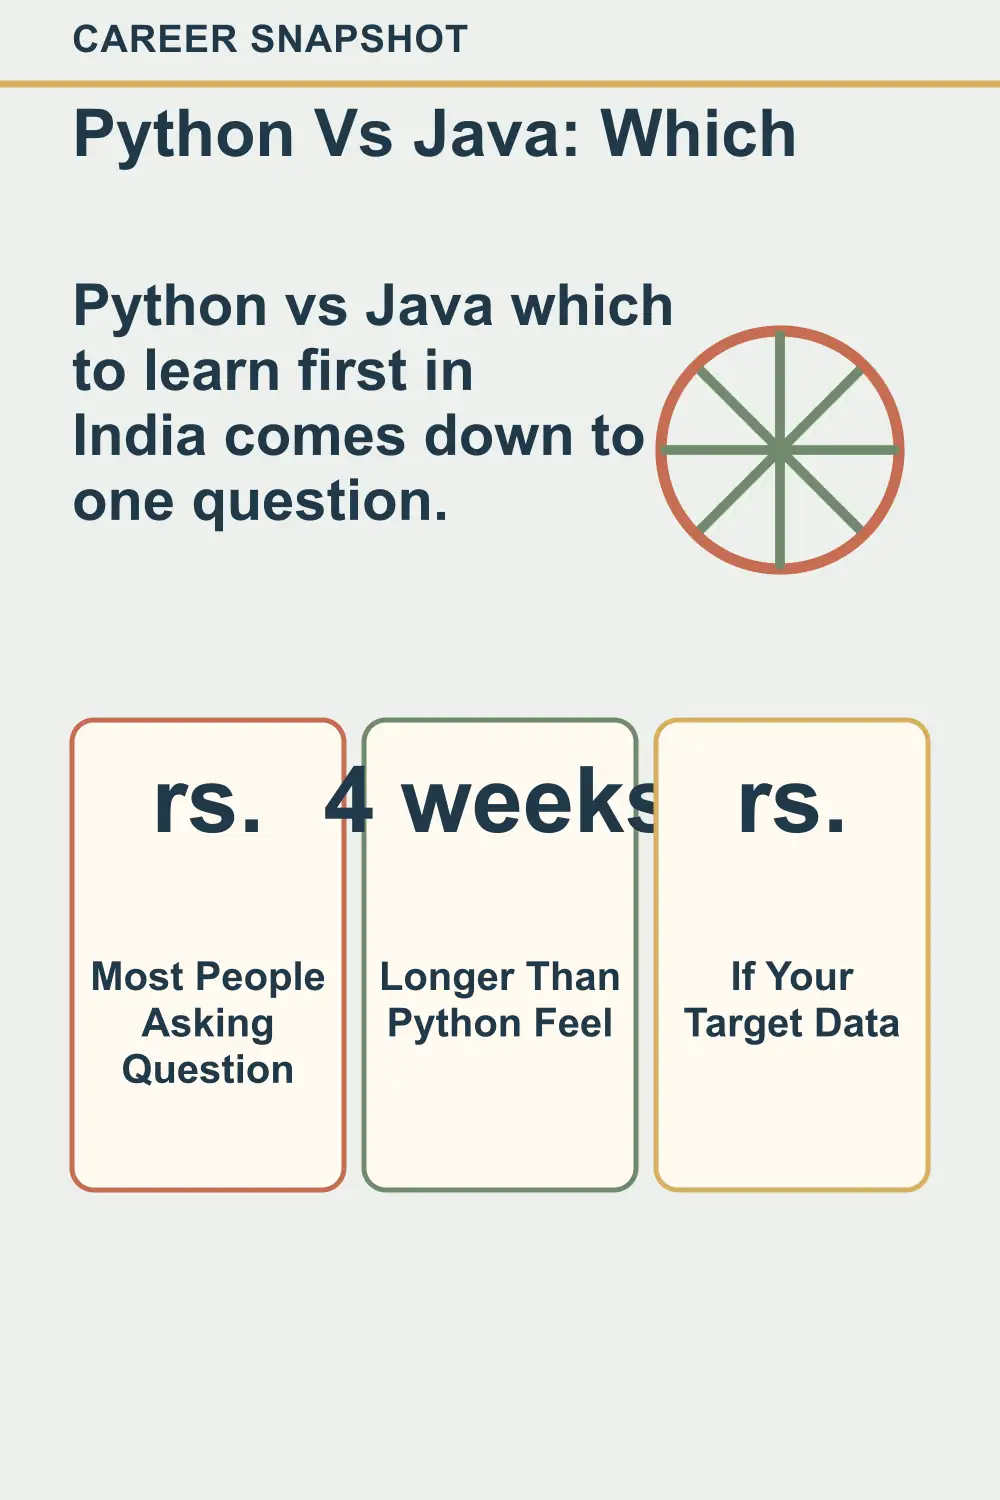 CAREER SNAPSHOT
Python Vs Java: Which
Python vs Java which
to learn first in
India comes down to
one question.
rs.
Most People
Asking
Question
4 weeks
Longer Than
Python Feel
rs.
If Your
Target Data